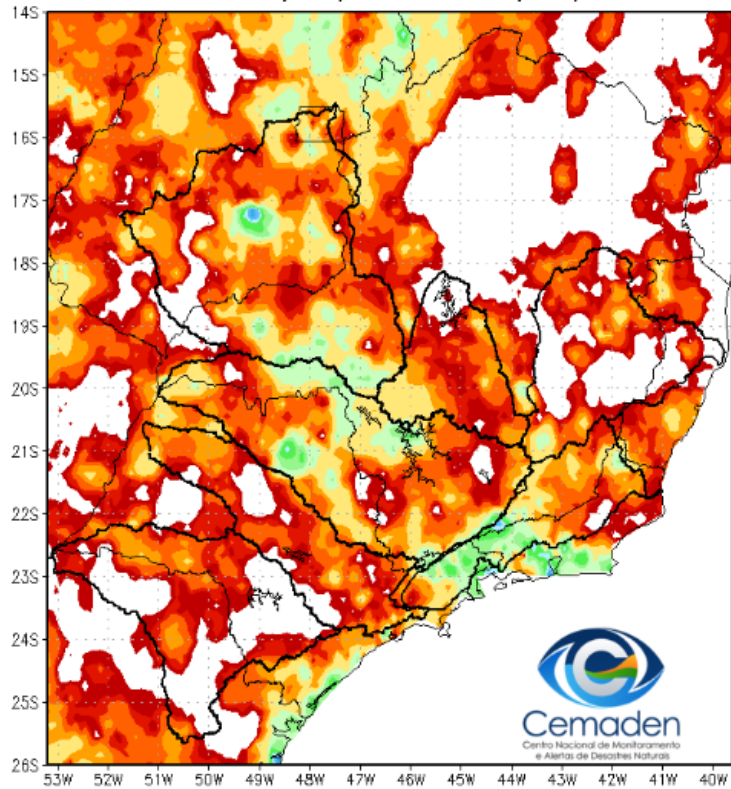 14S
15S
16S
17S
18S
19S
20S
21S
22S
23S
24S
25S
26S
53W 52W 51W 50W 49W 48W 47W 46W 45W 44W 43W 42W 41W 40W
Cemaden
Centro Nacional de Monitoramento
e Alertas de Desastres Naturais